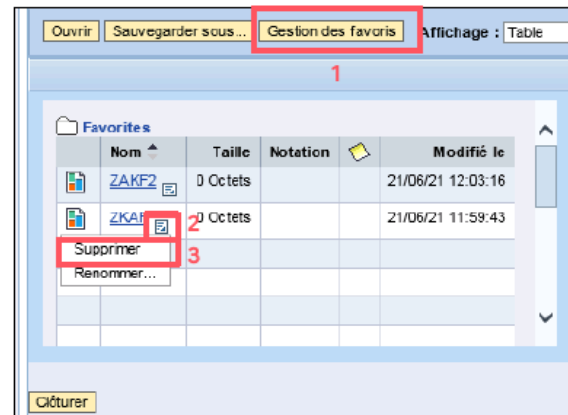 Ouvrir Sauvegarder sous... Gestion des favoris Affichage : Table
1
Favorites
Nom Taille Notation Modifié le
ZAKF2 0 Octets 21/06/21 12:03:16
ZKAF 2 0 Octets 21/06/21 11:59:43
Supprimer 3
Renommer...
Clôturer